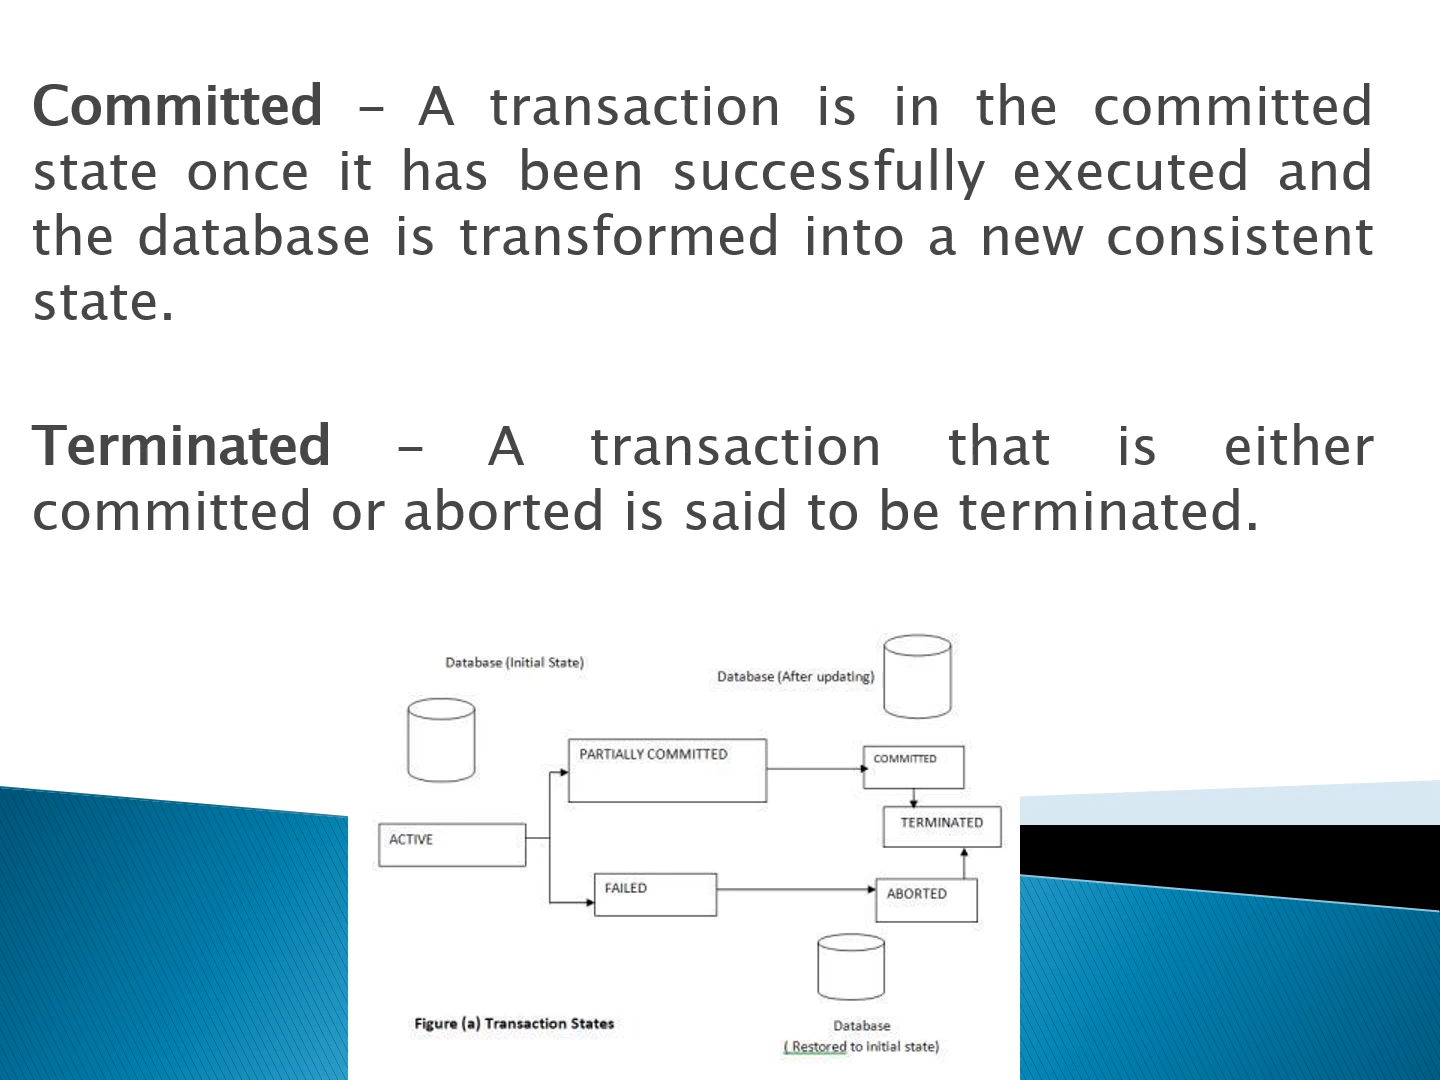 Committed – A transaction is in the committed
state once it has been successfully executed and
the database is transformed into a new consistent
state.
Terminated – A transaction that is either
committed or aborted is said to be terminated.
Database (Initial State)
Database (After updating)
PARTIALLY COMMITTED
COMMITTED
TERMINATED
ACTIVE
FAILED
ABORTED
Figure (a) Transaction States
Database
( Restored to initial state)